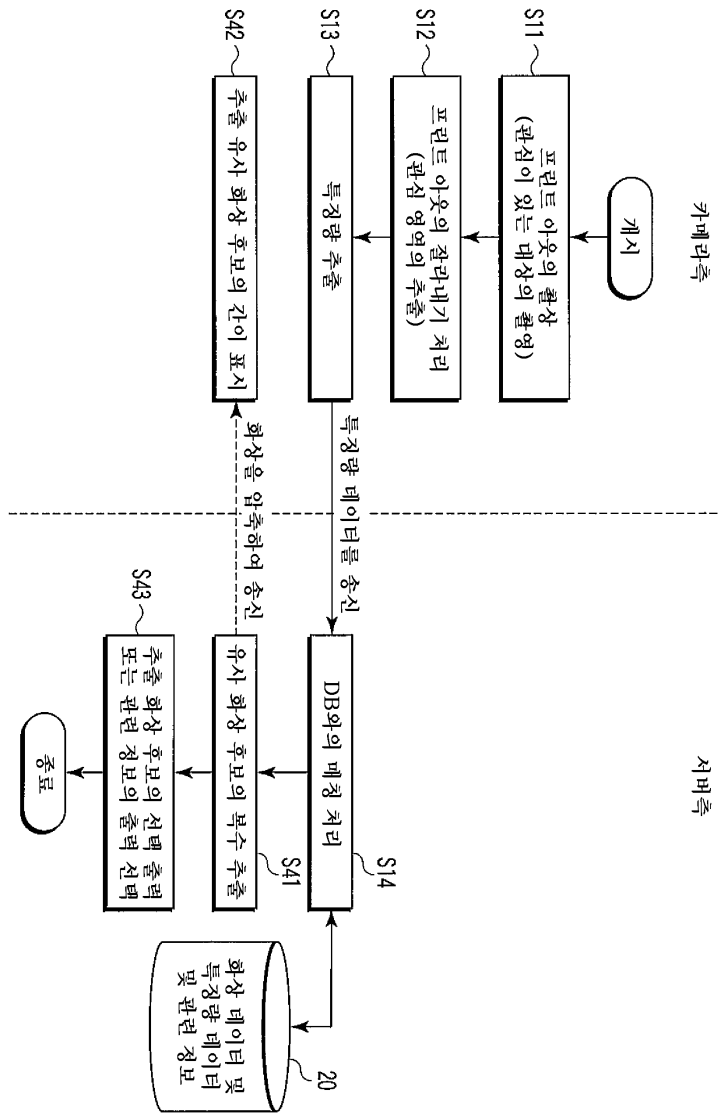 카메라측
서버측
개시
S11
프린트 아웃의 촬상
(관심이 있는 대상의 촬영)
S12
프린트 아웃의 잘라내기 처리
(관심 영역의 추출)
S13
특징량 추출
특징량 데이터를 송신
DB와의 매칭 처리
S14
화상 데이터 및
특징량 데이터
및 관련 정보
20
S42
추출 유사 화상 후보의 간이 표시
화상을 압축하여 송신
유사 화상 후보의 복수 추출
S41
S43
추출 화상 후보의 선택 출력
또는 관련 정보의 출력 선택
종료